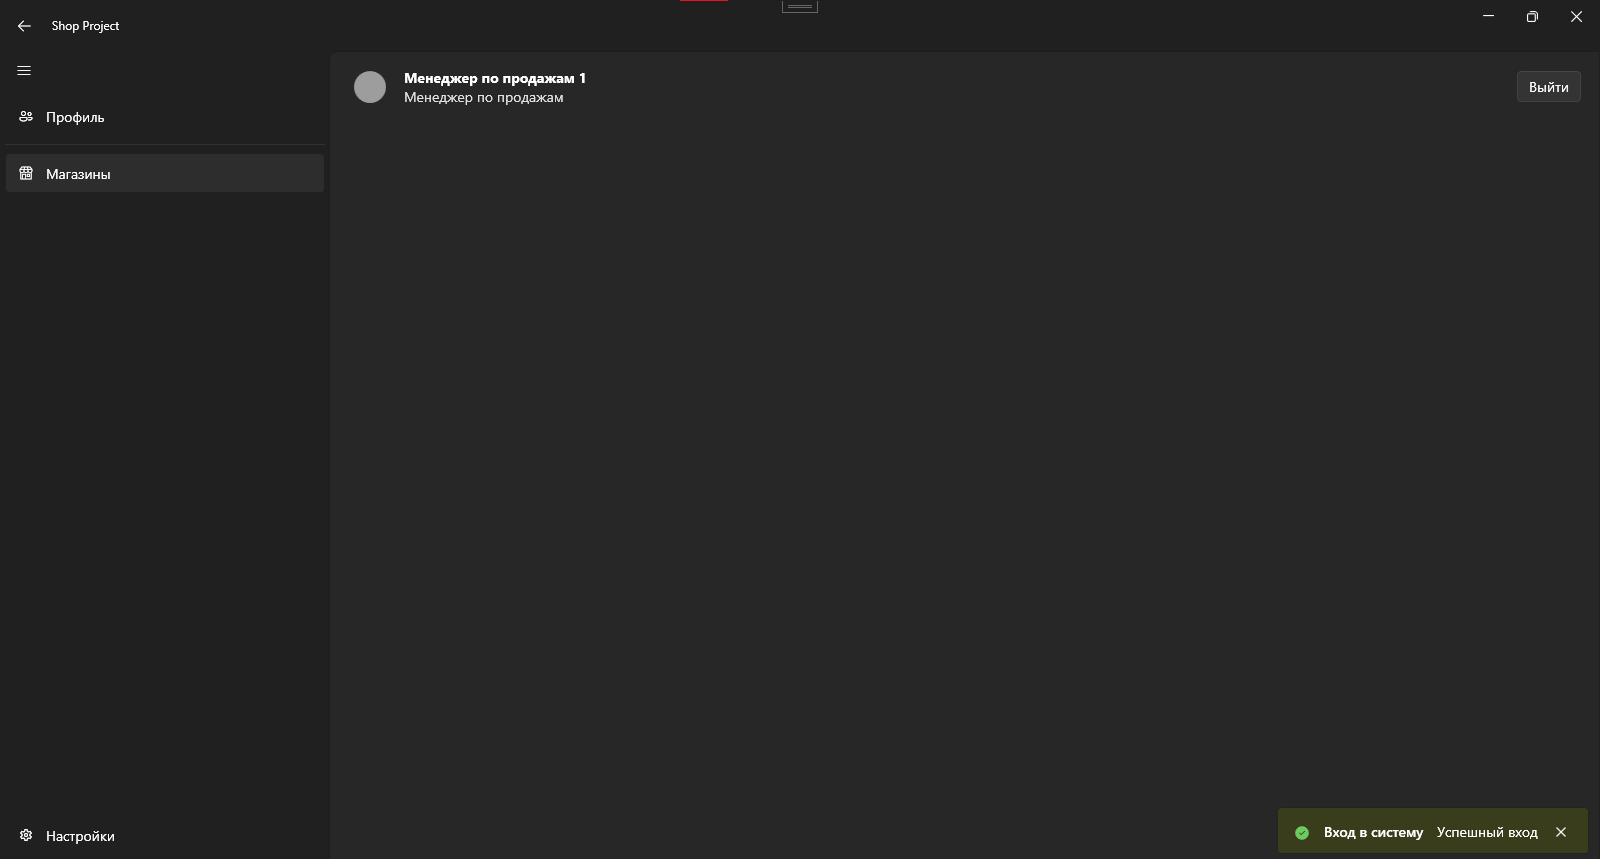 Shop Project
Профиль
Магазины
Менеджер по продажам 1
Менеджер по продажам
Выйти
Настройки
Вход в систему Успешный вход